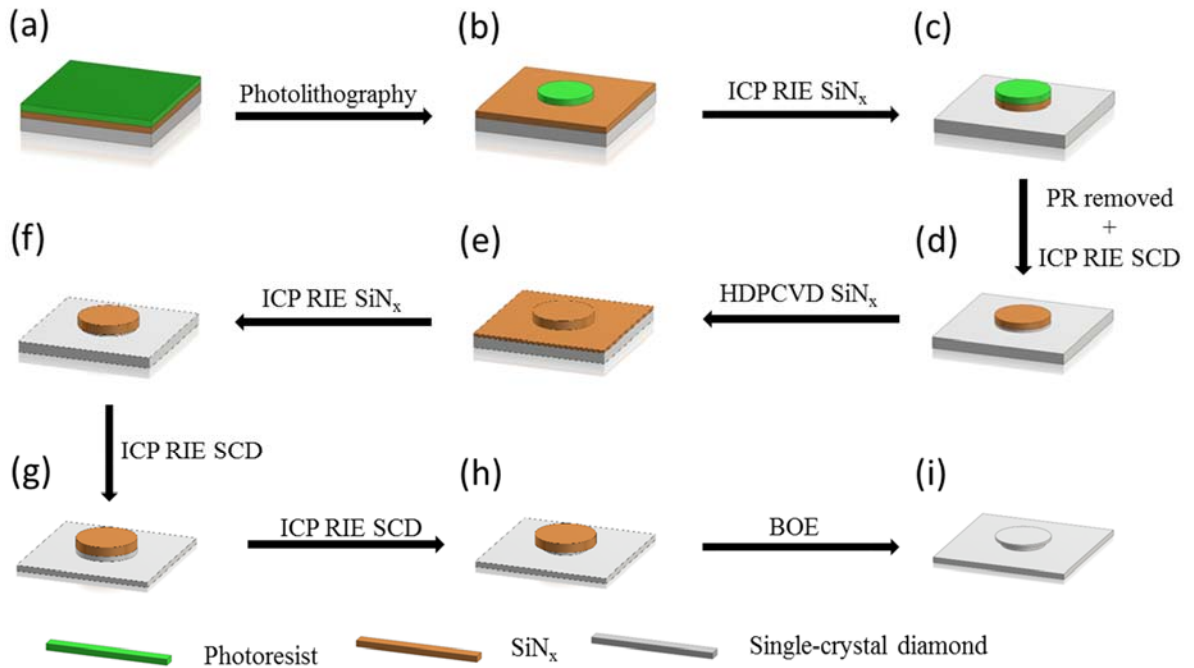 (a)
Photolithography
(b)
ICP RIE SiNₓ
(c)
PR removed
+
ICP RIE SCD
(d)
HDPCVD SiNₓ
(e)
ICP RIE SiNₓ
(f)
ICP RIE SCD
(g)
ICP RIE SCD
(h)
BOE
(i)
Photoresist
SiNₓ
Single-crystal diamond